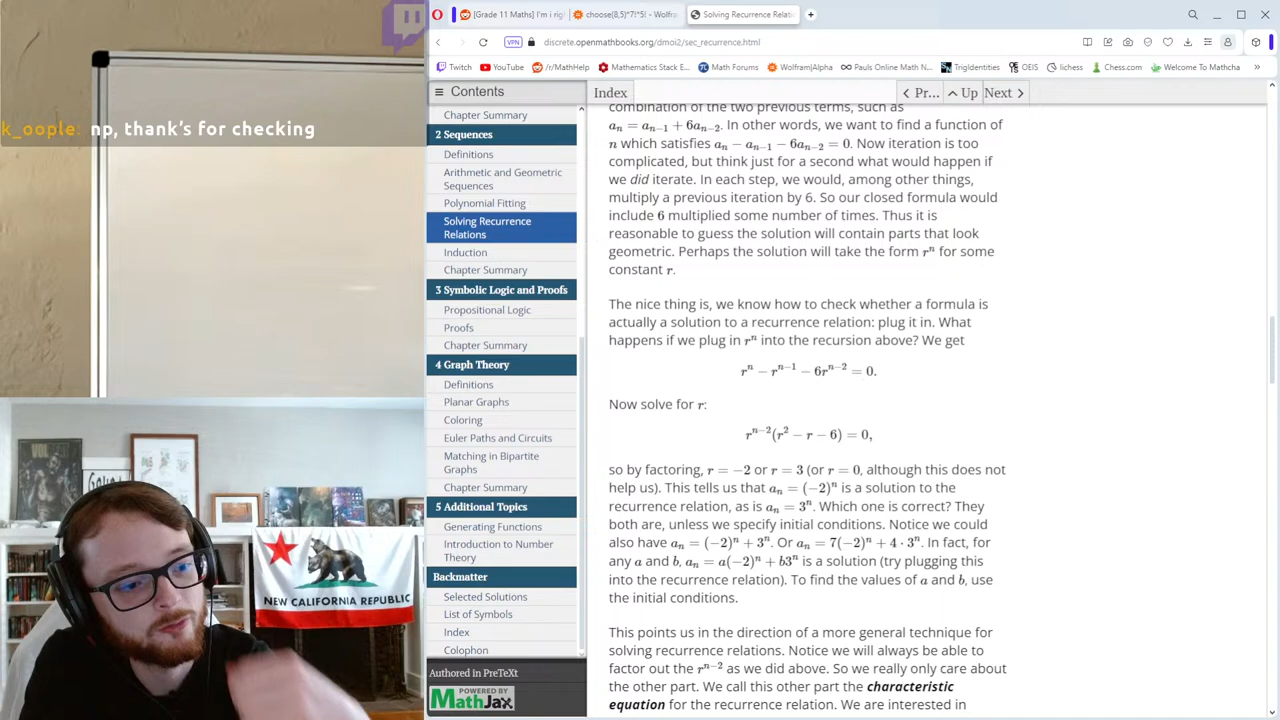 k_oople: np, thank's for checking
NEW CALIFORNIA REPUBLIC
[Grade 11 Maths] I'm i rig
choose(8,5)*7!*5! - Wolfra
Solving Recurrence Relatio
VPN
discrete.openmathbooks.org/dmoi2/sec_recurrence.html
Twitch
YouTube
/r/MathHelp
Mathematics Stack E...
Math Forums
Wolfram|Alpha
Pauls Online Math N...
TrigIdentities
OEIS
lichess
Chess.com
Welcome To Mathcha
Contents
Index
Pr...
Up
Next
Chapter Summary
2 Sequences
Definitions
Arithmetic and Geometric
Sequences
Polynomial Fitting
Solving Recurrence
Relations
Induction
Chapter Summary
3 Symbolic Logic and Proofs
Propositional Logic
Proofs
Chapter Summary
4 Graph Theory
Definitions
Planar Graphs
Coloring
Euler Paths and Circuits
Matching in Bipartite
Graphs
Chapter Summary
5 Additional Topics
Generating Functions
Introduction to Number
Theory
Backmatter
Selected Solutions
List of Symbols
Index
Colophon
Authored in PreTeXt
POWERED BY
MathJax
combination of the two previous terms, such as
aₙ = aₙ₋₁ + 6aₙ₋₂. In other words, we want to find a function of
n which satisfies aₙ − aₙ₋₁ − 6aₙ₋₂ = 0. Now iteration is too
complicated, but think just for a second what would happen if
we did iterate. In each step, we would, among other things,
multiply a previous iteration by 6. So our closed formula would
include 6 multiplied some number of times. Thus it is
reasonable to guess the solution will contain parts that look
geometric. Perhaps the solution will take the form rⁿ for some
constant r.
The nice thing is, we know how to check whether a formula is
actually a solution to a recurrence relation: plug it in. What
happens if we plug in rⁿ into the recursion above? We get
rⁿ − rⁿ⁻¹ − 6rⁿ⁻² = 0.
Now solve for r:
rⁿ⁻²(r² − r − 6) = 0,
so by factoring, r = −2 or r = 3 (or r = 0, although this does not
help us). This tells us that aₙ = (−2)ⁿ is a solution to the
recurrence relation, as is aₙ = 3ⁿ. Which one is correct? They
both are, unless we specify initial conditions. Notice we could
also have aₙ = (−2)ⁿ + 3ⁿ. Or aₙ = 7(−2)ⁿ + 4 · 3ⁿ. In fact, for
any a and b, aₙ = a(−2)ⁿ + b3ⁿ is a solution (try plugging this
into the recurrence relation). To find the values of a and b, use
the initial conditions.
This points us in the direction of a more general technique for
solving recurrence relations. Notice we will always be able to
factor out the rⁿ⁻² as we did above. So we really only care about
the other part. We call this other part the characteristic
equation for the recurrence relation. We are interested in